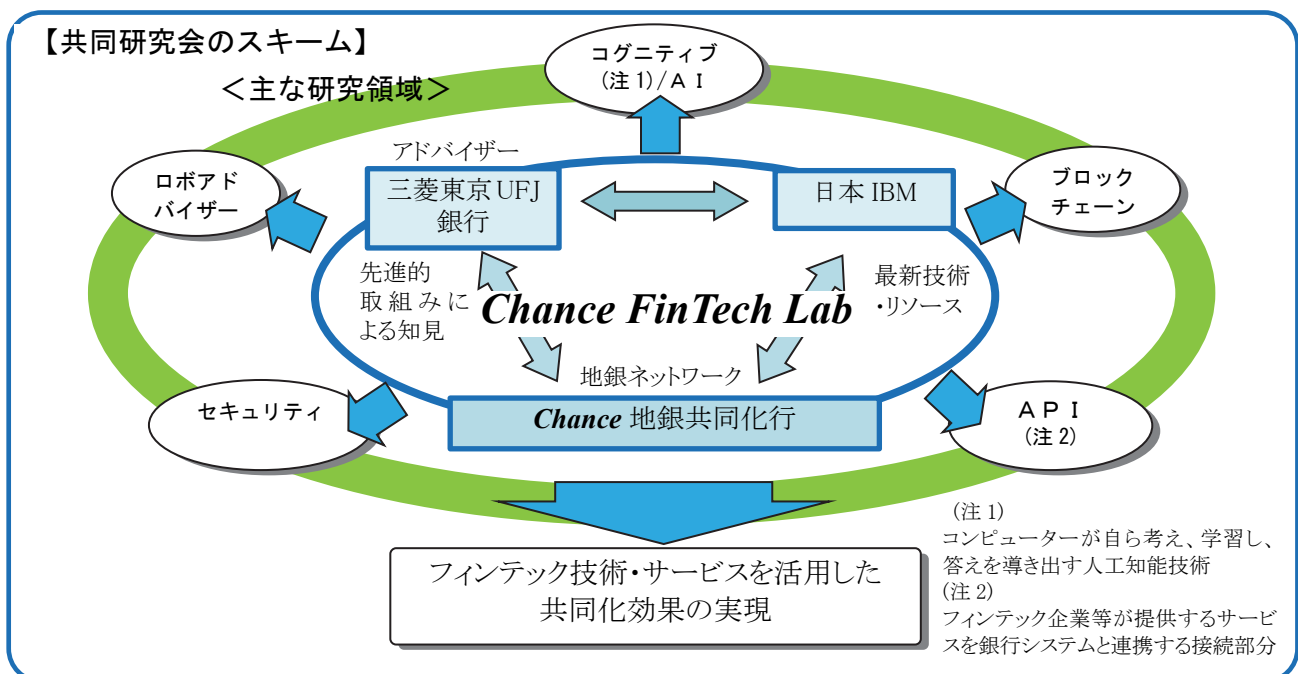 【共同研究会のスキーム】
＜主な研究領域＞
コグニティブ
(注1)/ＡＩ
ロボアド
バイザー
ブロック
チェーン
アドバイザー
三菱東京UFJ
銀行
日本 IBM
先進的
取組みに
よる知見
最新技術
・リソース
Chance FinTech Lab
地銀ネットワーク
Chance 地銀共同化行
セキュリティ
ＡＰＩ
(注2)
フィンテック技術・サービスを活用した
共同化効果の実現
(注1)
コンピューターが自ら考え、学習し、
答えを導き出す人工知能技術
(注2)
フィンテック企業等が提供するサービ
スを銀行システムと連携する接続部分